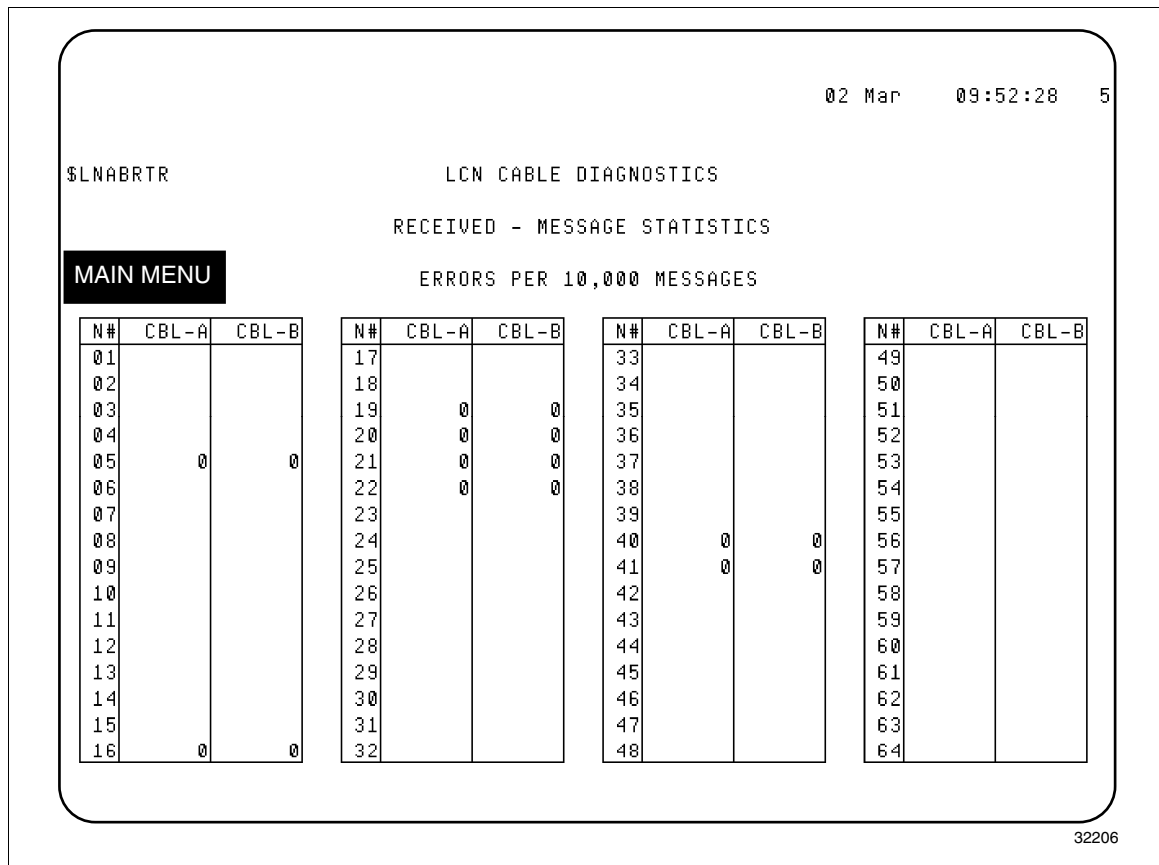 02 Mar 09:52:28 5
$LNABRTR LCN CABLE DIAGNOSTICS
RECEIVED - MESSAGE STATISTICS
MAIN MENU ERRORS PER 10,000 MESSAGES
N# CBL-A CBL-B N# CBL-A CBL-B N# CBL-A CBL-B N# CBL-A CBL-B
01 17 33 49
02 18 34 50
03 19 0 0 35 51
04 20 0 0 36 52
05 0 0 21 0 0 37 53
06 22 0 0 38 54
07 23 39 55
08 24 40 0 0 56
09 25 41 0 0 57
10 26 42 58
11 27 43 59
12 28 44 60
13 29 45 61
14 30 46 62
15 31 47 63
16 0 0 32 48 64
32206